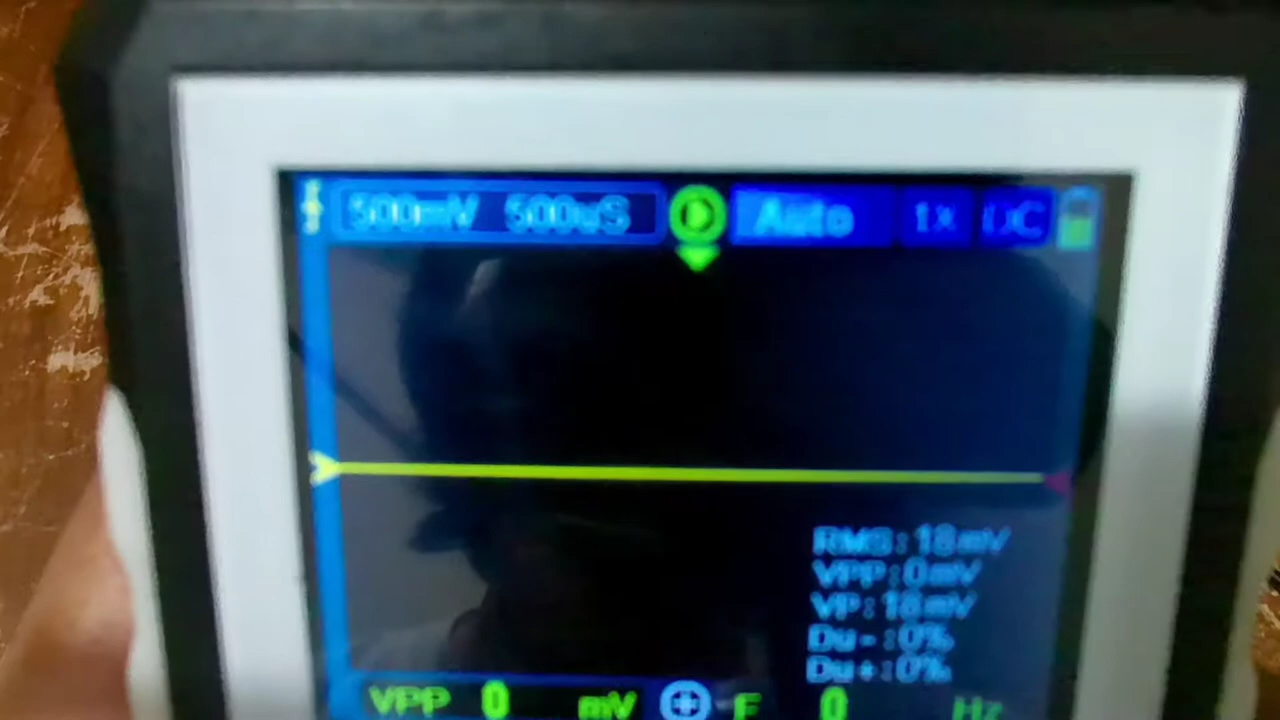 500mV 500uS Auto 1X DC
RMS:18mV
VPP:0mV
VP:18mV
Du-:0%
Du+:0%
VPP 0 mV F 0 Hz